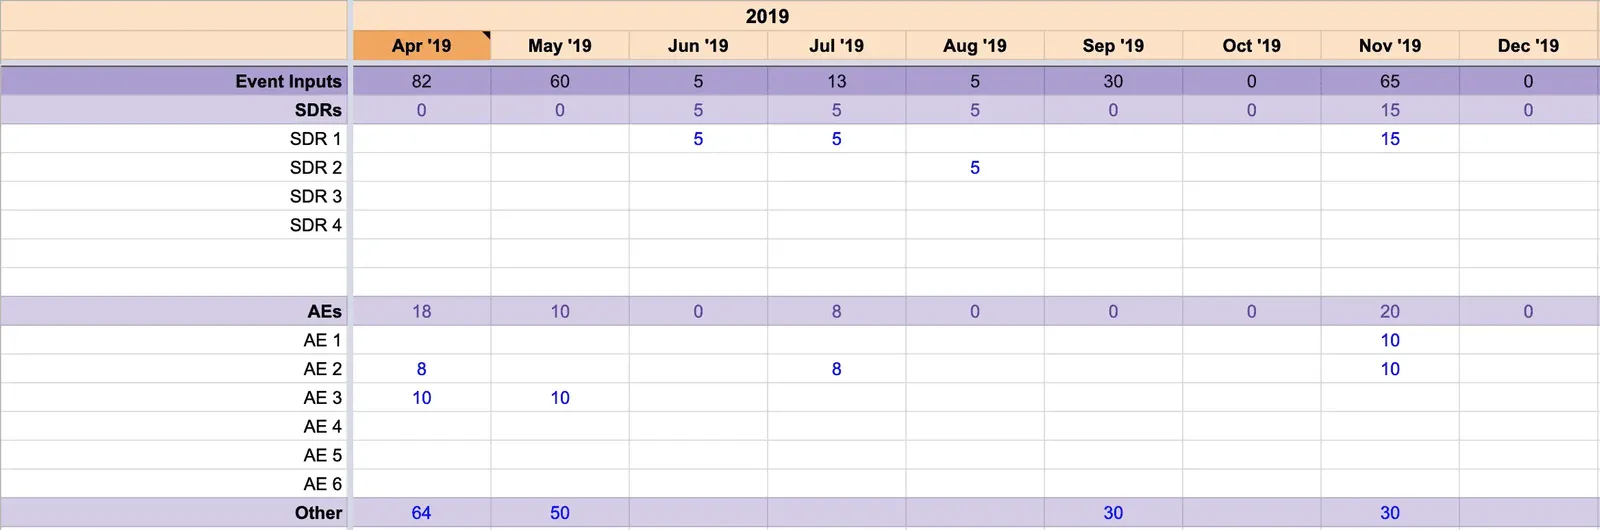 2019
Apr '19 May '19 Jun '19 Jul '19 Aug '19 Sep '19 Oct '19 Nov '19 Dec '19
Event Inputs 82 60 5 13 5 30 0 65 0
SDRs 0 0 5 5 5 0 0 15 0
SDR 1 5 5 15
SDR 2 5
SDR 3
SDR 4
AEs 18 10 0 8 0 0 0 20 0
AE 1 10
AE 2 8 8 10
AE 3 10 10
AE 4
AE 5
AE 6
Other 64 50 30 30